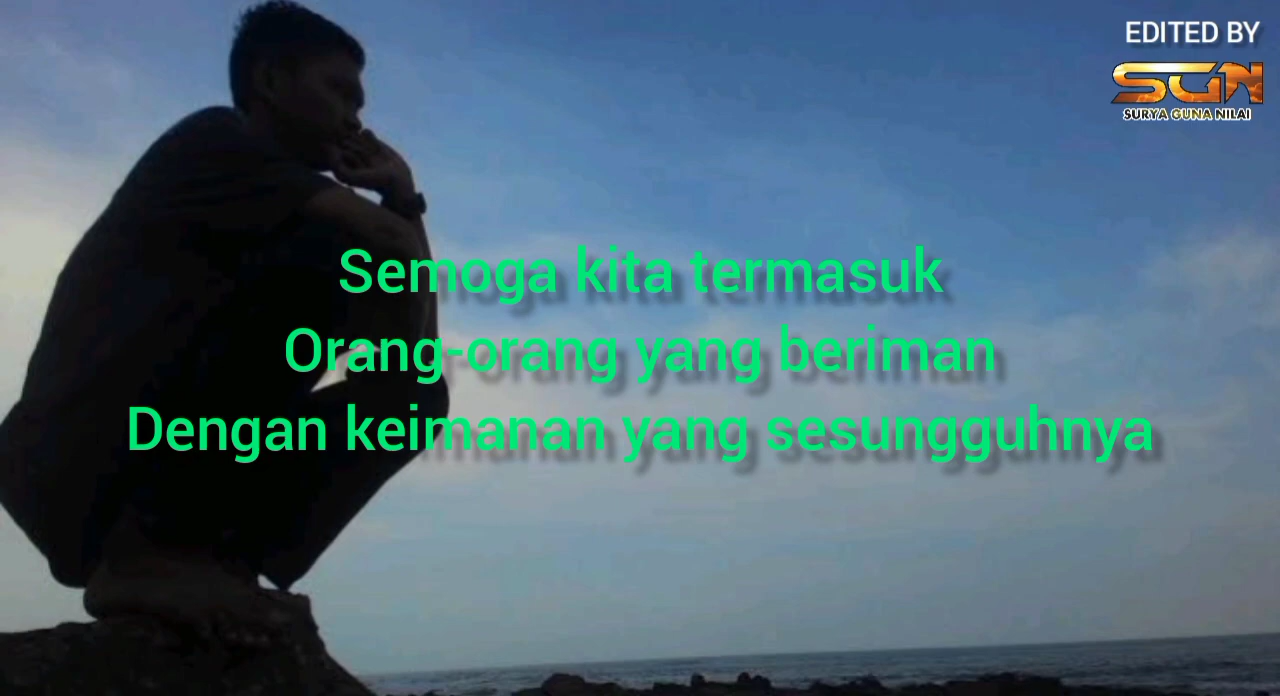 EDITED BY
SGN
SURYA GUNA NILAI
Semoga kita termasuk
Orang-orang yang beriman
Dengan keimanan yang sesungguhnya